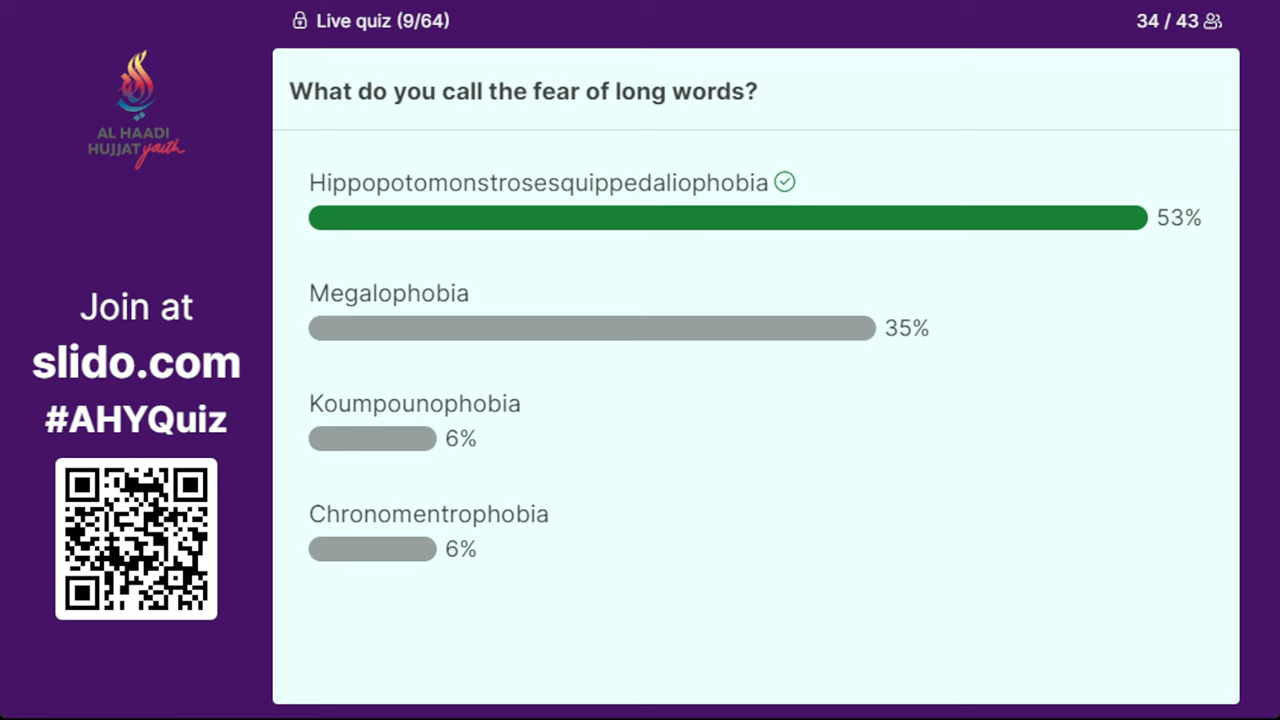 Live quiz (9/64)
34 / 43
AL HAADI
HUJJAT youth
Join at
slido.com
#AHYQuiz
What do you call the fear of long words?
Hippopotomonstrosesquippedaliophobia
53%
Megalophobia
35%
Koumpounophobia
6%
Chronomentrophobia
6%